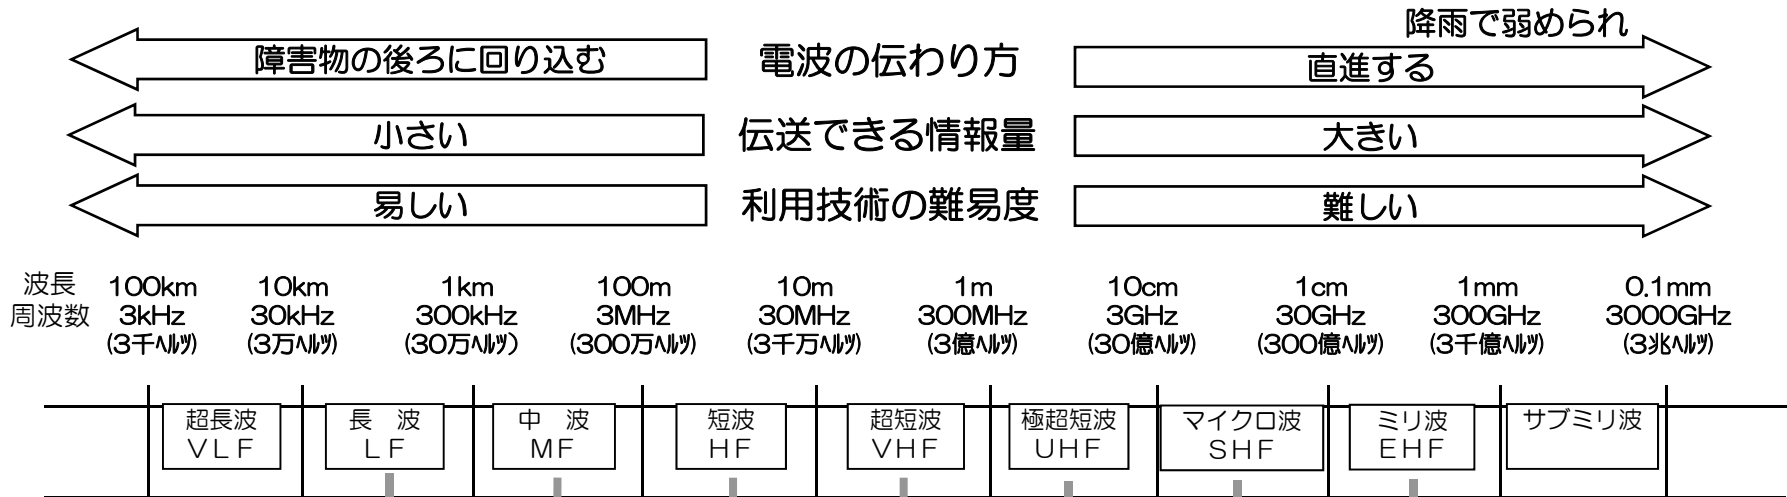 降雨で弱められ
障害物の後ろに回り込む 電波の伝わり方 直進する
小さい 伝送できる情報量 大きい
易しい 利用技術の難易度 難しい
波長 100km 10km 1km 100m 10m 1m 10cm 1cm 1mm 0.1mm
周波数 3kHz 30kHz 300kHz 3MHz 30MHz 300MHz 3GHz 30GHz 300GHz 3000GHz
(3千ヘルツ) (3万ヘルツ) (30万ヘルツ) (300万ヘルツ) (3千万ヘルツ) (3億ヘルツ) (30億ヘルツ) (300億ヘルツ) (3千億ヘルツ) (3兆ヘルツ)
超長波 長 波 中 波 短波 超短波 極超短波 マイクロ波 ミリ波 サブミリ波
VLF LF MF HF VHF UHF SHF EHF